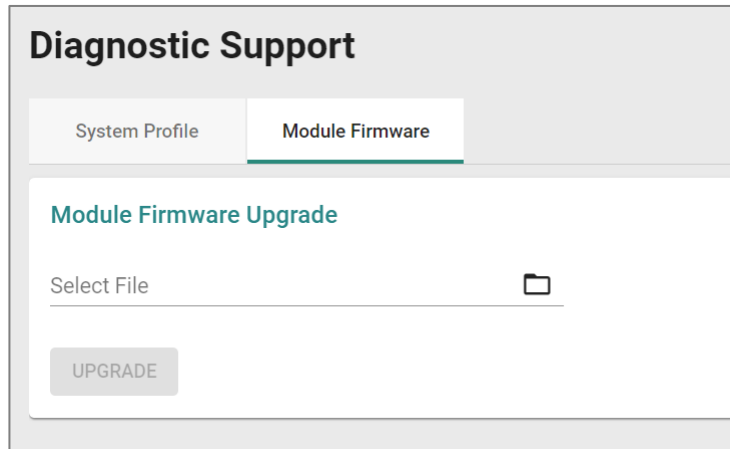 Diagnostic Support
System Profile
Module Firmware
Module Firmware Upgrade
Select File
UPGRADE